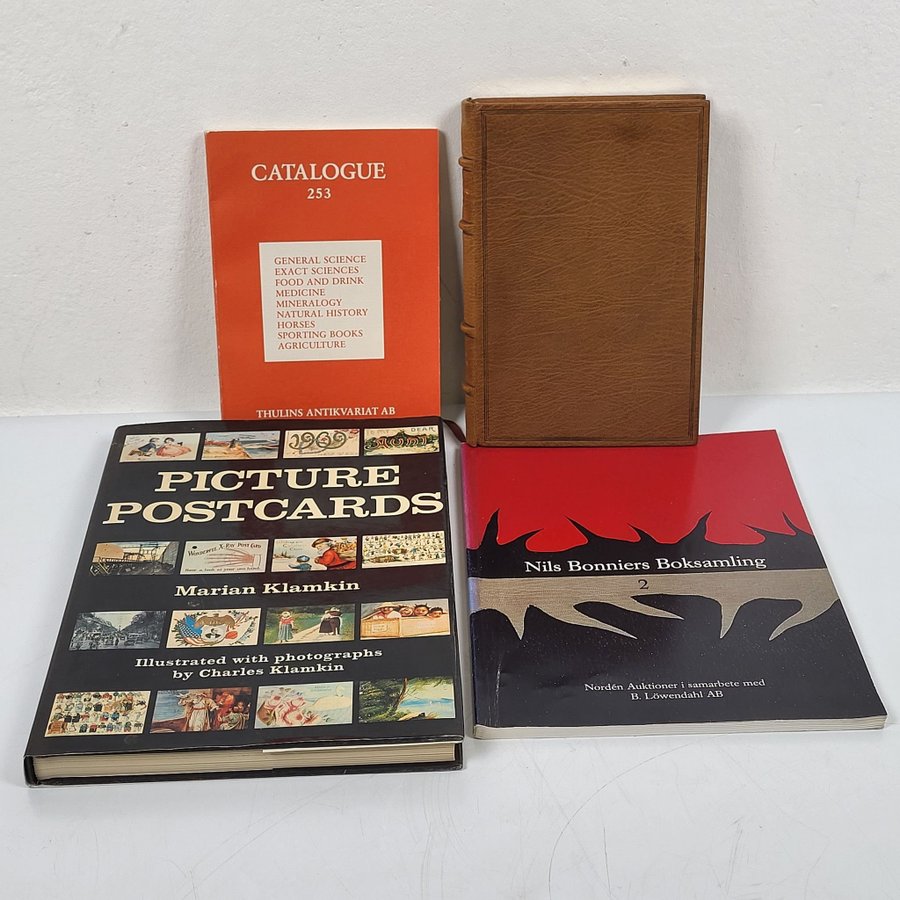 CATALOGUE
253
GENERAL SCIENCE
EXACT SCIENCES
FOOD AND DRINK
MEDICINE
MINERALOGY
NATURAL HISTORY
HORSES
SPORTING BOOKS
AGRICULTURE
THULINS ANTIKVARIAT AB
1909
PICTURE
POSTCARDS
Marian Klamkin
Illustrated with photographs
by Charles Klamkin
Nils Bonniers Boksamling
2
Nordén Auktioner i samarbete med
B. Löwendahl AB